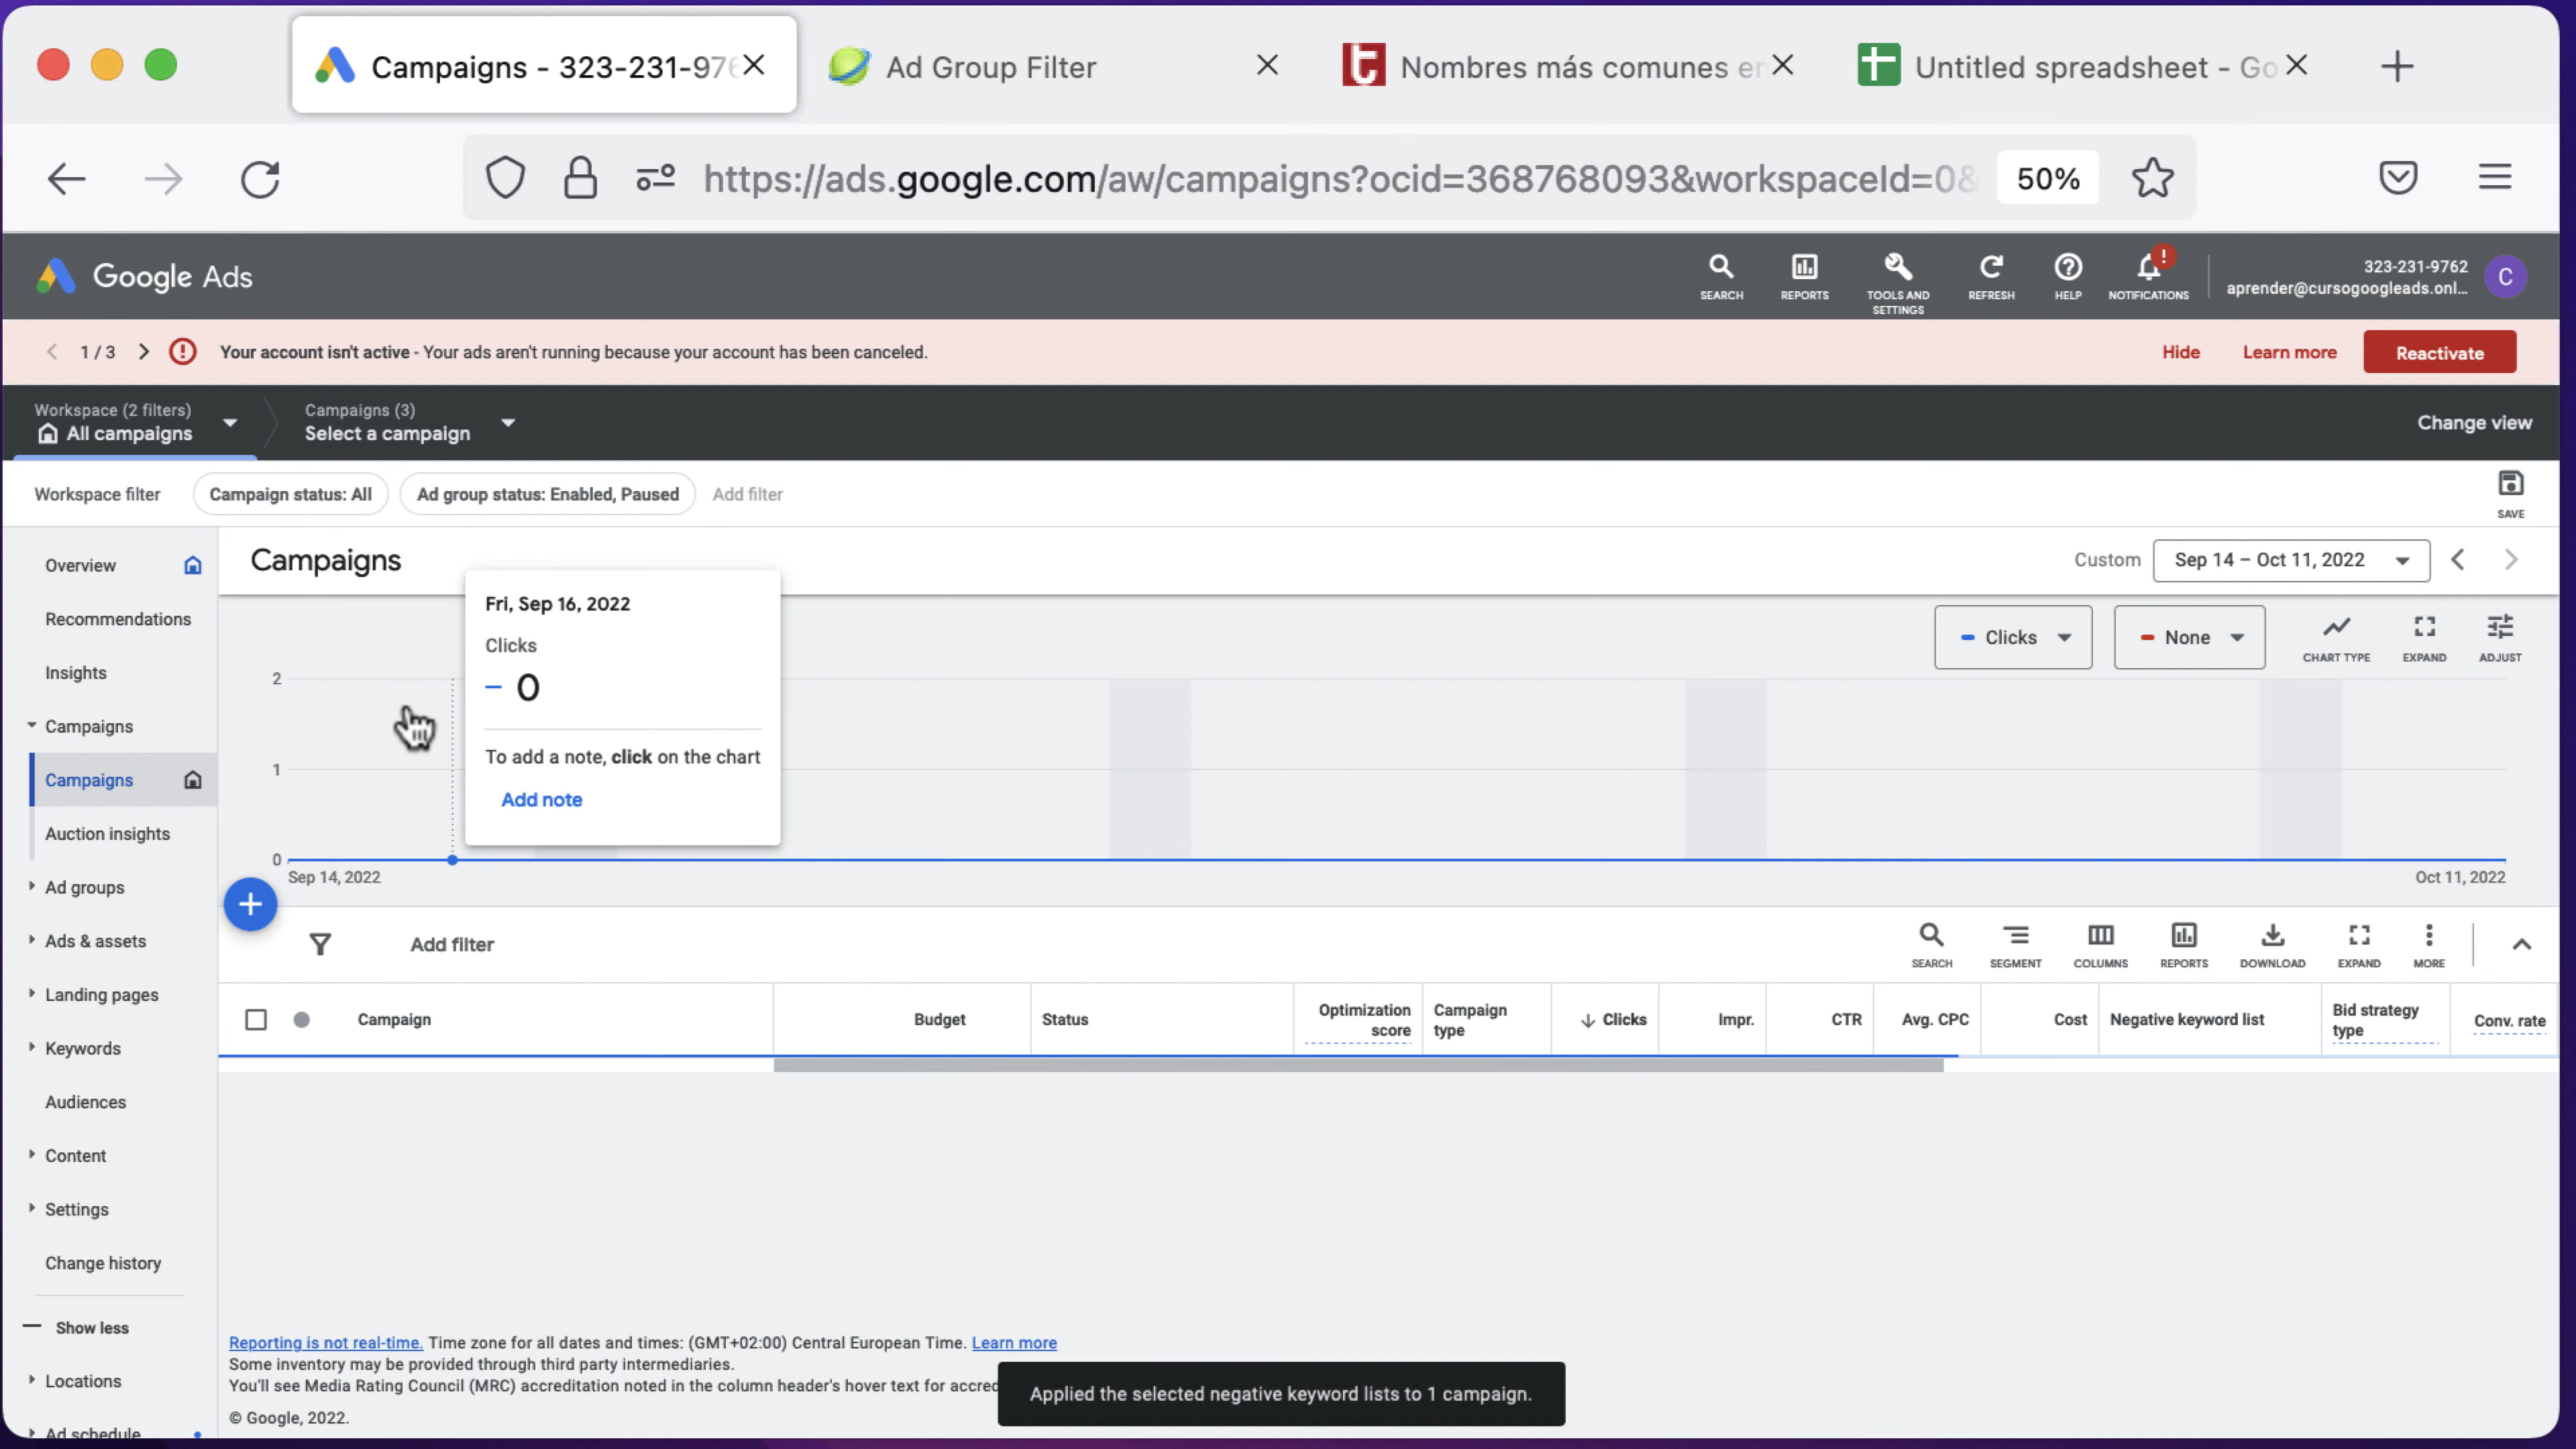 Campaigns - 323-231-976
Ad Group Filter
Nombres más comunes er
Untitled spreadsheet - Go
https://ads.google.com/aw/campaigns?ocid=368768093&workspaceId=0&
50%
Google Ads
SEARCH
REPORTS
TOOLS AND
SETTINGS
REFRESH
HELP
!
NOTIFICATIONS
323-231-9762
aprender@cursogoogleads.onl...
C
1 / 3
Your account isn't active - Your ads aren't running because your account has been canceled.
Hide
Learn more
Reactivate
Workspace (2 filters)
All campaigns
Campaigns (3)
Select a campaign
Change view
Workspace filter
Campaign status: All
Ad group status: Enabled, Paused
Add filter
SAVE
Overview
Recommendations
Insights
Campaigns
Campaigns
Auction insights
Ad groups
Ads & assets
Landing pages
Keywords
Audiences
Content
Settings
Change history
Show less
Locations
Ad schedule
Campaigns
Custom
Sep 14 – Oct 11, 2022
Fri, Sep 16, 2022
Clicks
0
To add a note, click on the chart
Add note
Clicks
None
CHART TYPE
EXPAND
ADJUST
2
1
0
Sep 14, 2022
Oct 11, 2022
Add filter
SEARCH
SEGMENT
COLUMNS
REPORTS
DOWNLOAD
EXPAND
MORE
Campaign
Budget
Status
Optimization
score
Campaign
type
Clicks
Impr.
CTR
Avg. CPC
Cost
Negative keyword list
Bid strategy
type
Conv. rate
Reporting is not real-time. Time zone for all dates and times: (GMT+02:00) Central European Time. Learn more
Some inventory may be provided through third party intermediaries.
You'll see Media Rating Council (MRC) accreditation noted in the column header's hover text for accred
Applied the selected negative keyword lists to 1 campaign.
© Google, 2022.